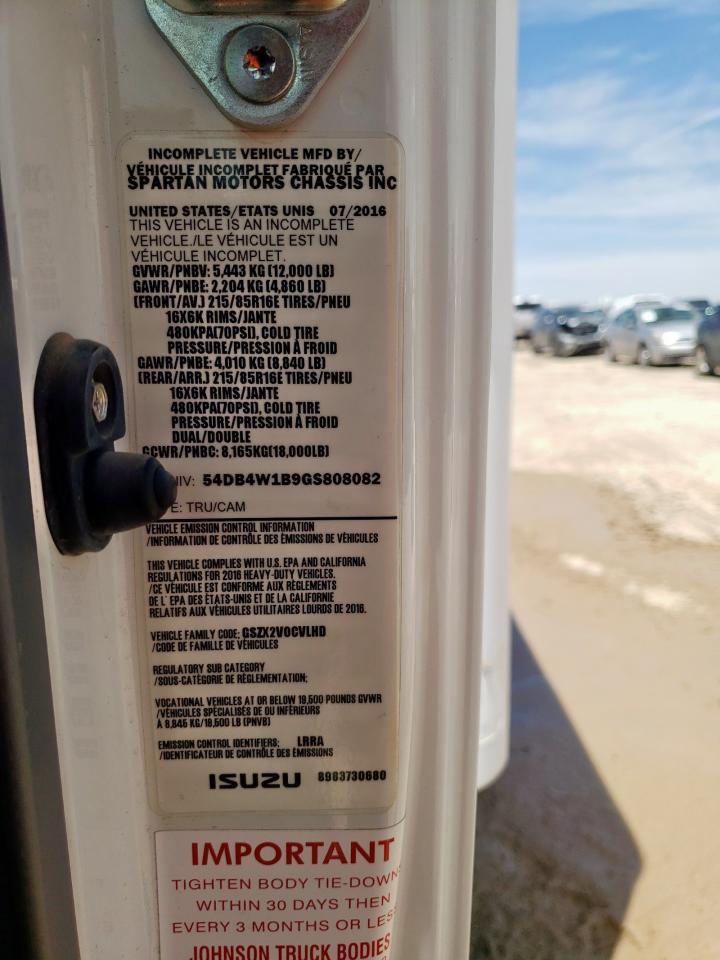 INCOMPLETE VEHICLE MFD BY/
VÉHICULE INCOMPLET FABRIQUÉ PAR
SPARTAN MOTORS CHASSIS INC
UNITED STATES/ETATS UNIS 07/2016
THIS VEHICLE IS AN INCOMPLETE
VEHICLE./LE VÉHICULE EST UN
VÉHICULE INCOMPLET.
GVWR/PNBV: 5,443 KG (12,000 LB)
GAWR/PNBE: 2,204 KG (4,860 LB)
(FRONT/AV.) 215/85R16E TIRES/PNEU
16X6K RIMS/JANTE
480KPA(70PSI), COLD TIRE
PRESSURE/PRESSION À FROID
GAWR/PNBE: 4,010 KG (8,840 LB)
(REAR/ARR.) 215/85R16E TIRES/PNEU
16X6K RIMS/JANTE
480KPA(70PSI), COLD TIRE
PRESSURE/PRESSION À FROID
DUAL/DOUBLE
GCWR/PNBC: 8,165KG(18,000LB)
NIV: 54DB4W1B9GS808082
E: TRU/CAM
VEHICLE EMISSION CONTROL INFORMATION
/INFORMATION DE CONTRÔLE DES ÉMISSIONS DE VÉHICULES
THIS VEHICLE COMPLIES WITH U.S. EPA AND CALIFORNIA
REGULATIONS FOR 2016 HEAVY-DUTY VEHICLES.
/CE VÉHICULE EST CONFORME AUX RÈGLEMENTS
DE L' EPA DES ÉTATS-UNIS ET DE LA CALIFORNIE
RELATIFS AUX VÉHICULES UTILITAIRES LOURDS DE 2016.
VEHICLE FAMILY CODE: GSZX2VOCVLHD
/CODE DE FAMILLE DE VÉHICULES
REGULATORY SUB CATEGORY
/SOUS-CATÉGORIE DE RÈGLEMENTATION:
VOCATIONAL VEHICLES AT OR BELOW 19,500 POUNDS GVWR
/VÉHICULES SPÉCIALISÉS DE OU INFÉRIEURS
À 8,845 KG/19,500 LB (PNVB)
EMISSION CONTROL IDENTIFIERS: LRRA
/IDENTIFICATEUR DE CONTRÔLE DES ÉMISSIONS
ISUZU 8983730680
IMPORTANT
TIGHTEN BODY TIE-DOWNS
WITHIN 30 DAYS THEN
EVERY 3 MONTHS OR LESS
JOHNSON TRUCK BODIES